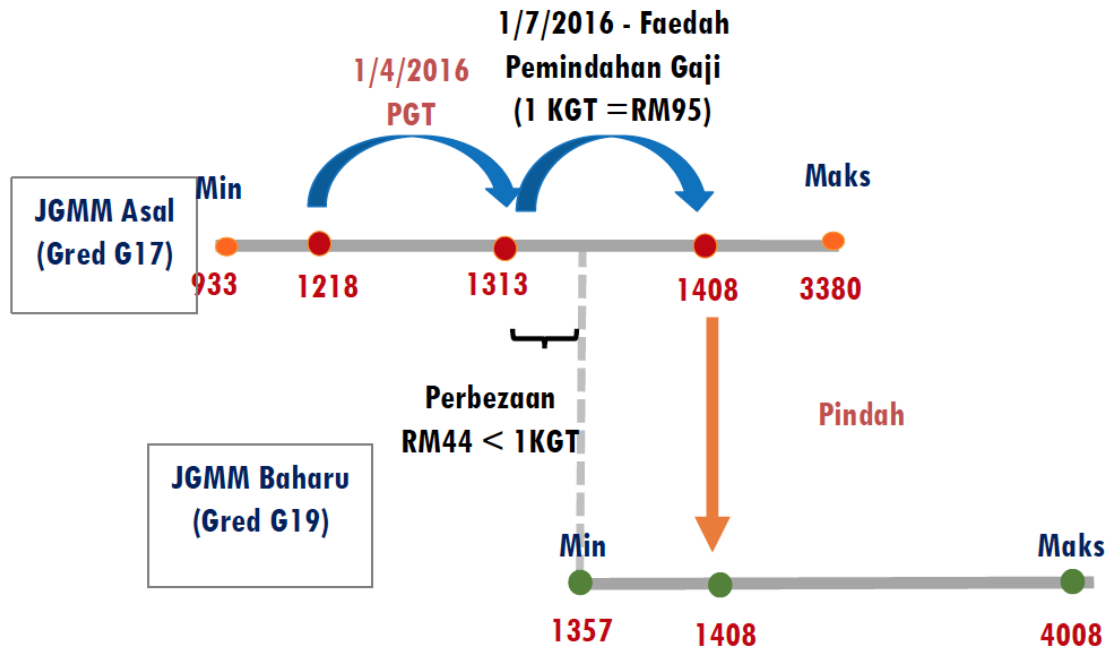 1/7/2016 - Faedah
Pemindahan Gaji
(1 KGT =RM95)
1/4/2016
PGT
Min
Maks
JGMM Asal
(Gred G17)
933
1218
1313
1408
3380
Perbezaan
RM44 < 1KGT
Pindah
JGMM Baharu
(Gred G19)
Min
Maks
1357
1408
4008